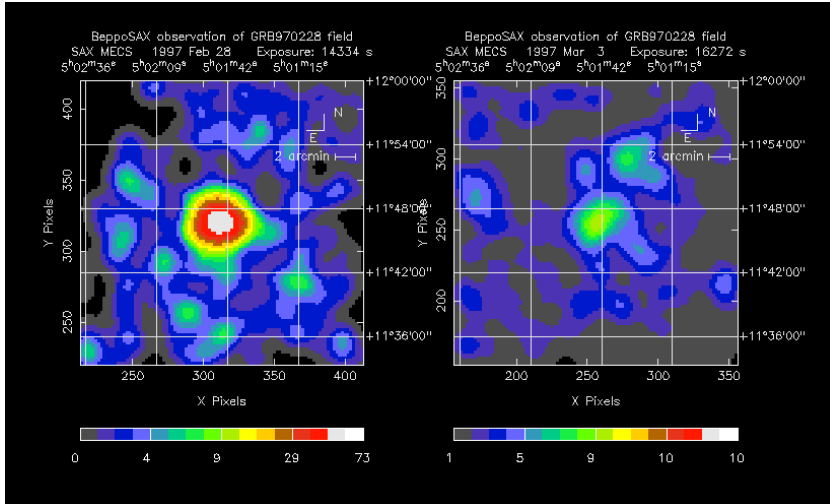 BeppoSAX observation of GRB970228 field
SAX MECS 1997 Feb 28 Exposure: 14334 s
5ʰ02ᵐ36ˢ 5ʰ02ᵐ09ˢ 5ʰ01ᵐ42ˢ 5ʰ01ᵐ15ˢ
+12°00'00"
N
E
+11°54'00"
2 arcmin
+11°48'00"
+11°42'00"
+11°36'00"
Y Pixels
400
350
300
250
250 300 350 400
X Pixels
0 4 9 29 73
BeppoSAX observation of GRB970228 field
SAX MECS 1997 Mar 3 Exposure: 16272 s
5ʰ02ᵐ36ˢ 5ʰ02ᵐ09ˢ 5ʰ01ᵐ42ˢ 5ʰ01ᵐ15ˢ
+12°00'00"
N
E
+11°54'00"
2 arcmin
+11°48'00"
+11°42'00"
+11°36'00"
Y Pixels
350
300
250
200
200 250 300 350
X Pixels
1 5 9 10 10